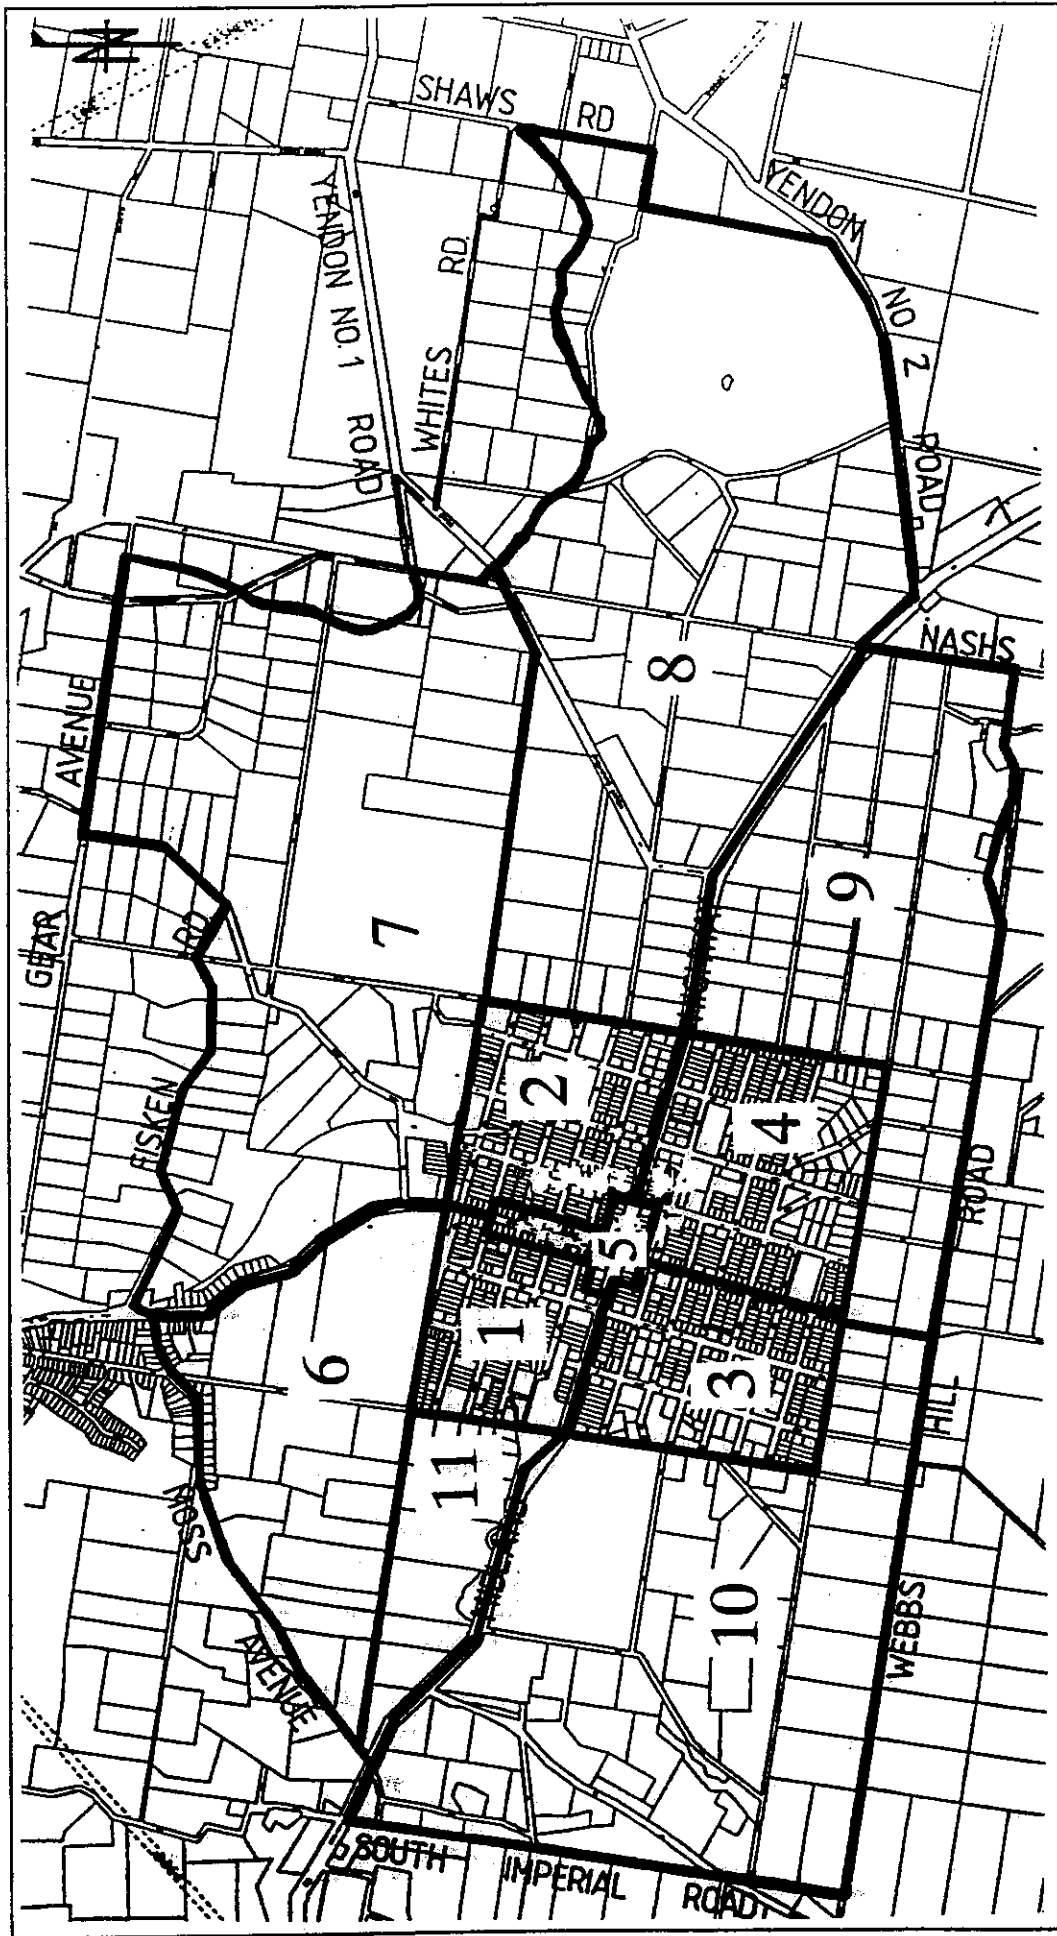 N
SHAWS
RD
YENDON NO.1 ROAD
WHITES RD.
YENDON NO 2 ROAD
NASHS
GEAR AVENUE
FISKEN RD
ROSS AVENUE
SOUTH IMPERIAL ROAD
WEBBS HILL ROAD
1
2
3
4
5
6
7
8
9
10
11